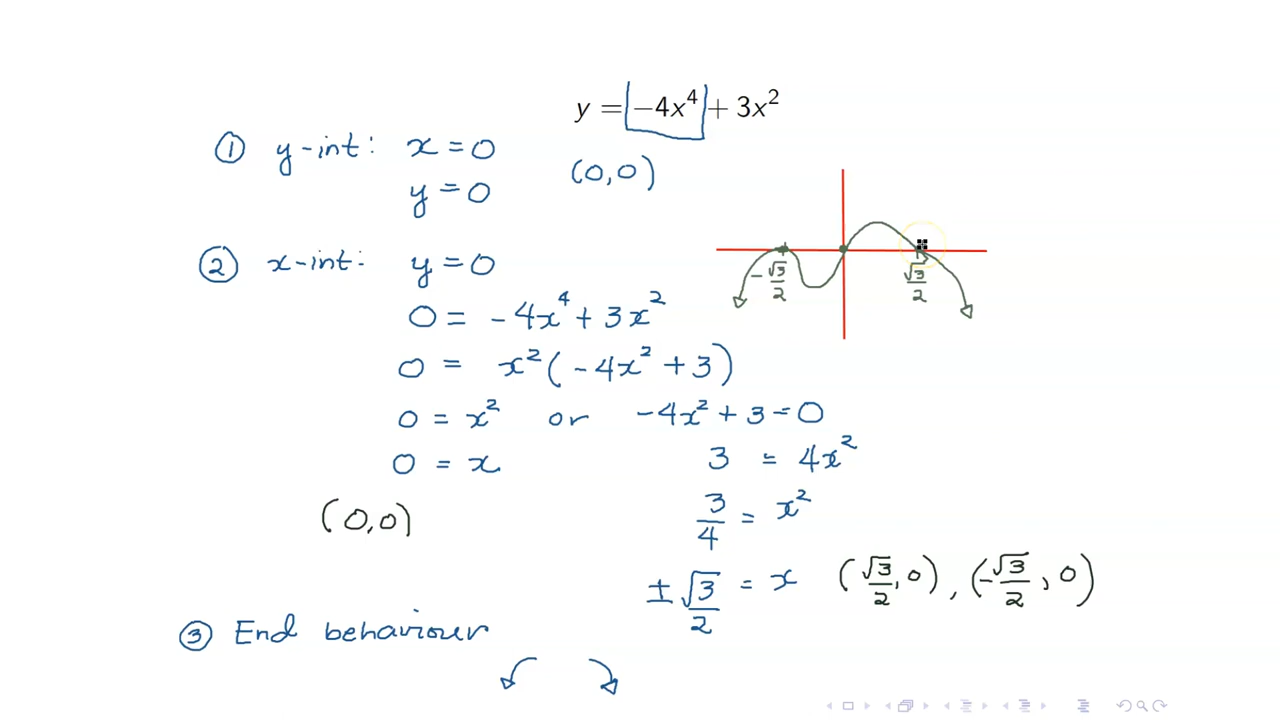 y = -4x⁴ + 3x²
① y-int: x = 0 (0,0)
y = 0
② x-int: y = 0
0 = -4x⁴ + 3x²
0 = x²(-4x² + 3)
0 = x² or -4x² + 3 = 0
0 = x 3 = 4x²
(0,0) 3/4 = x²
± √3/2 = x (√3/2, 0), (-√3/2, 0)
③ End behaviour
-√3/2 √3/2